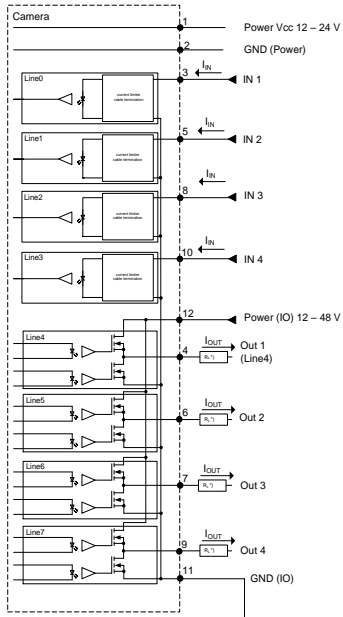 Camera
1
Power Vcc 12 – 24 V
2
GND (Power)
Line0
current limiter
cable termination
3
IIN
IN 1
Line1
current limiter
cable termination
5
IIN
IN 2
Line2
current limiter
cable termination
8
IIN
IN 3
Line3
current limiter
cable termination
10
IIN
IN 4
12
Power (IO) 12 – 48 V
Line4
4
IOUT
RL *)
Out 1
(Line4)
Line5
6
IOUT
RL *)
Out 2
Line6
7
IOUT
RL *)
Out 3
Line7
9
IOUT
RL *)
Out 4
11
GND (IO)